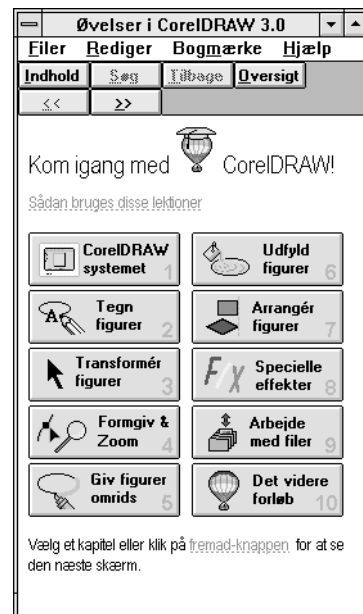 Øvelser i CorelDRAW 3.0
Filer Rediger Bogmærke Hjælp
Indhold Søg Tilbage Oversigt
<< >>
Kom igang med CorelDRAW!
Sådan bruges disse lektioner
CorelDRAW
systemet 1
Udfyld
figurer 6
Tegn
figurer 2
Arrangér
figurer 7
Transformér
figurer 3
Specielle
effekter 8
Formgiv &
Zoom 4
Arbejde
med filer 9
Giv figurer
omrids 5
Det videre
forløb 10
Vælg et kapitel eller klik på fremad-knappen for at se
den næste skærm.